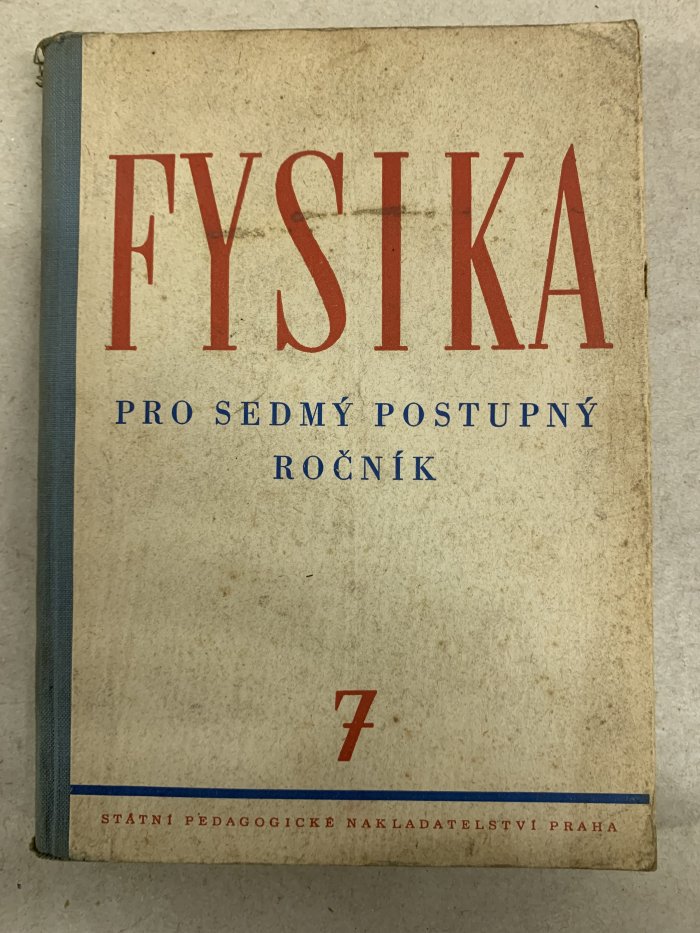 FYSIKA
PRO SEDMÝ POSTUPNÝ
ROČNÍK
7
STÁTNÍ PEDAGOGICKÉ NAKLADATELSTVÍ PRAHA